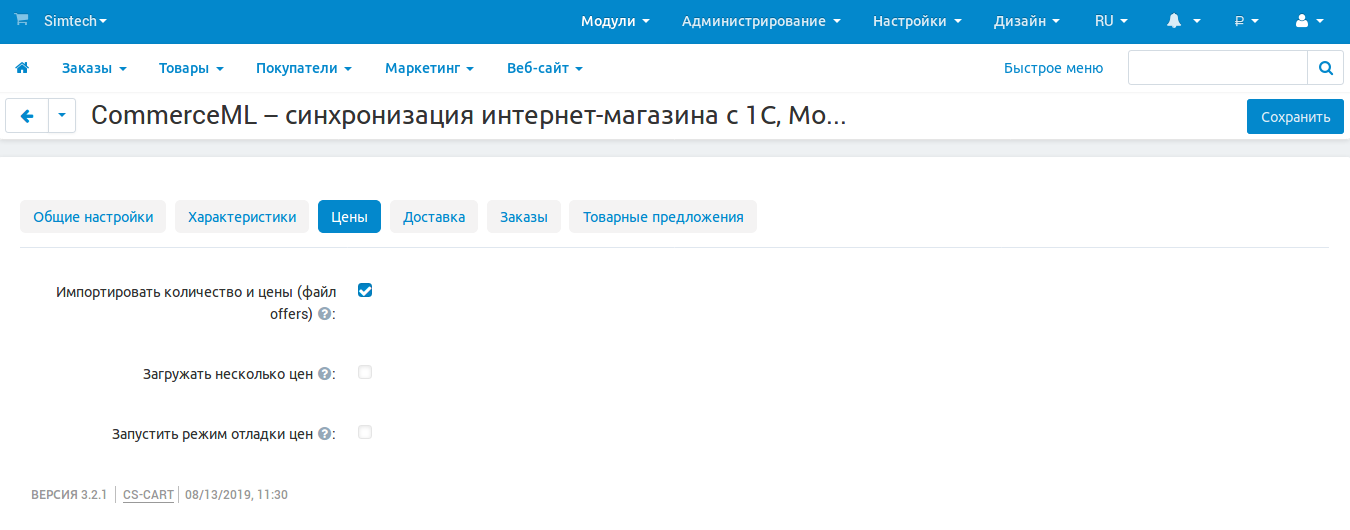 Simtech Модули Администрирование Настройки Дизайн RU ₽
Заказы Товары Покупатели Маркетинг Веб-сайт Быстрое меню
CommerceML – синхронизация интернет-магазина с 1С, Мо... Сохранить
Общие настройки Характеристики Цены Доставка Заказы Товарные предложения
Импортировать количество и цены (файл
offers) ?:
Загружать несколько цен ?:
Запустить режим отладки цен ?:
ВЕРСИЯ 3.2.1 CS-CART 08/13/2019, 11:30